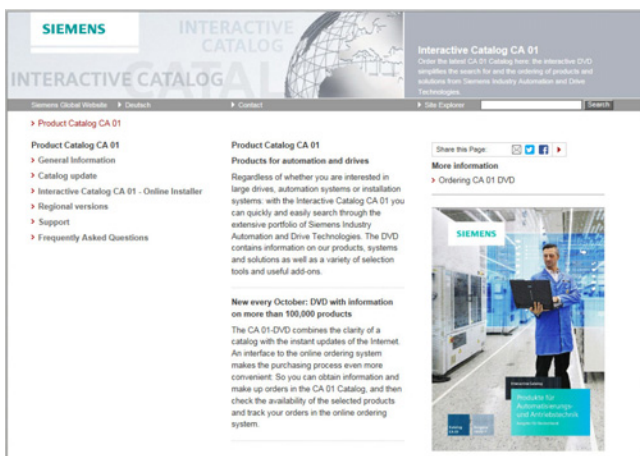 SIEMENS
INTERACTIVE
CATALOG
INTERACTIVE CATALOG
CATAL
Interactive Catalog CA 01
Order the latest CA 01 Catalog here: the interactive DVD
simplifies the search for and the ordering of products and
solutions from Siemens Industry Automation and Drive
Technologies.
Siemens Global Website
Deutsch
Contact
Site Explorer
Search
Product Catalog CA 01
Product Catalog CA 01
General Information
Catalog update
Interactive Catalog CA 01 - Online Installer
Regional versions
Support
Frequently Asked Questions
Product Catalog CA 01
Products for automation and drives
Regardless of whether you are interested in
large drives, automation systems or installation
systems: with the Interactive Catalog CA 01 you
can quickly and easily search through the
extensive portfolio of Siemens Industry
Automation and Drive Technologies. The DVD
contains information on our products, systems
and solutions as well as a variety of selection
tools and useful add-ons.
New every October: DVD with information
on more than 100,000 products
The CA 01-DVD combines the clarity of a
catalog with the instant updates of the Internet.
An interface to the online ordering system
makes the purchasing process even more
convenient: So you can obtain information and
make up orders in the CA 01 Catalog, and then
check the availability of the selected products
and track your orders in the online ordering
system.
Share this Page:
More information
Ordering CA 01 DVD
SIEMENS
Produkte für
Automatisierungs-
und Antriebstechnik